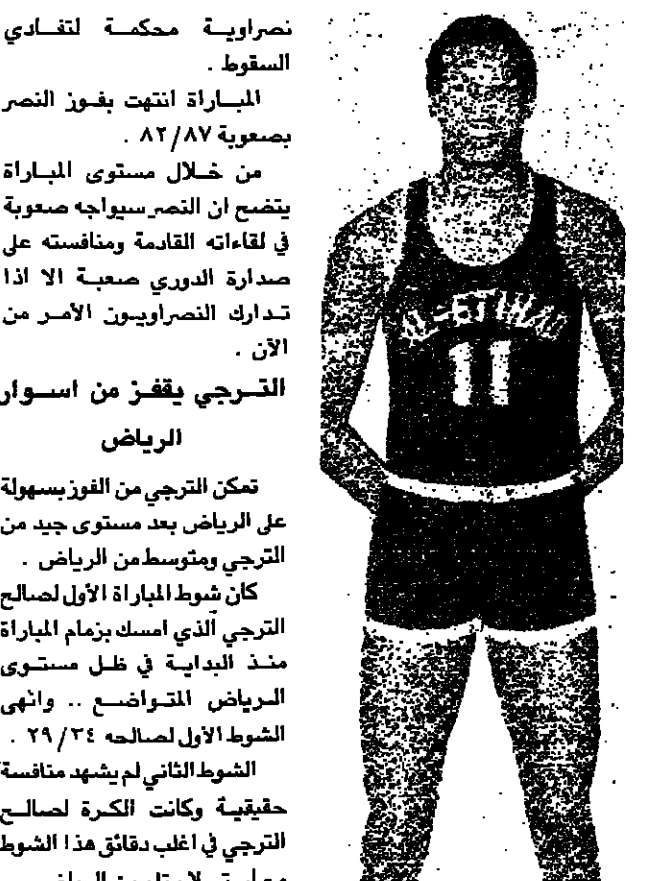 نصراوية محكمة لتفادي
السقوط .
المباراة انتهت بفوز النصر
بصعوبة ٨٢/٨٧ .
من خلال مستوى المباراة
يتضح ان النصر سيواجه صعوبة
في لقاءاته القادمة ومنافسته على
صدارة الدوري صعبة الا اذا
تدارك النصراويون الأمر من
الآن .
الترجي يقفز من اسوار
الرياض
تمكن الترجي من الفوز بسهولة
على الرياض بعد مستوى جيد من
الترجي ومتوسط من الرياض .
كان شوط المباراة الأول لصالح
الترجي الذي امسك بزمام المباراة
منذ البداية في ظل مستوى
الرياض المتواضع .. وانهى
الشوط الأول لصالحه ٢٩/٣٤ .
الشوط الثاني لم يشهد منافسة
حقيقية وكانت الكرة لصالح
الترجي في اغلب دقائق هذا الشوط
AL-ETIHAD
11